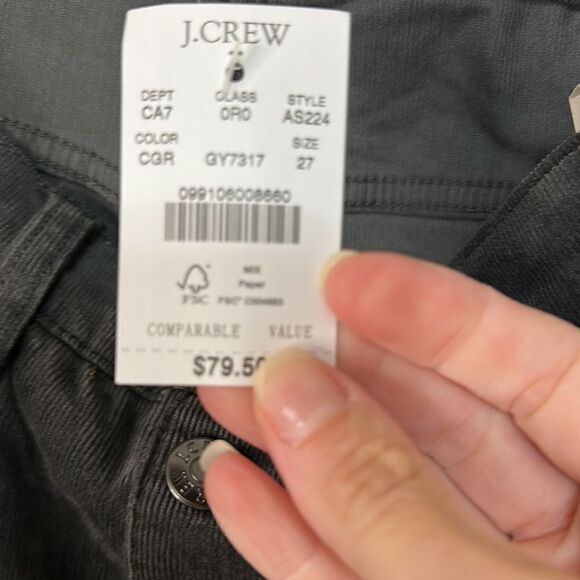 J.CREW
DEPT CLASS STYLE
CA7 0R0 AS224
COLOR SIZE
CGR GY7317 27
099106008660
MIX
Paper
FSC FSC®
COMPARABLE VALUE
$79.50